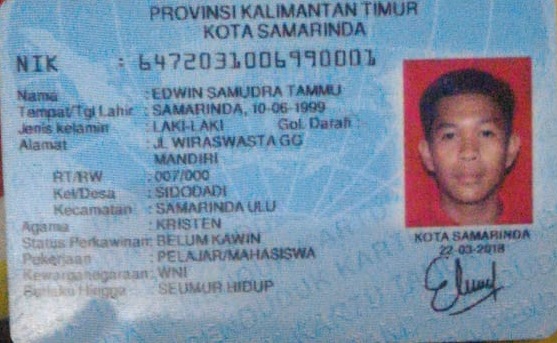 PROVINSI KALIMANTAN TIMUR
KOTA SAMARINDA
NIK : 6472031006990001
Nama : EDWIN SAMUDRA TAMMU
Tempat/Tgl Lahir : SAMARINDA, 10-06-1999
Jenis kelamin : LAKI-LAKI Gol. Darah :
Alamat : JL WIRASWASTA GG
MANDIRI
RT/RW : 007/000
Kel/Desa : SIDODADI
Kecamatan : SAMARINDA ULU
Agama : KRISTEN
Status Perkawinan: BELUM KAWIN
Pekerjaan : PELAJAR/MAHASISWA
Kewarganegaraan: WNI
Berlaku Hingga : SEUMUR HIDUP
KOTA SAMARINDA
22-03-2018